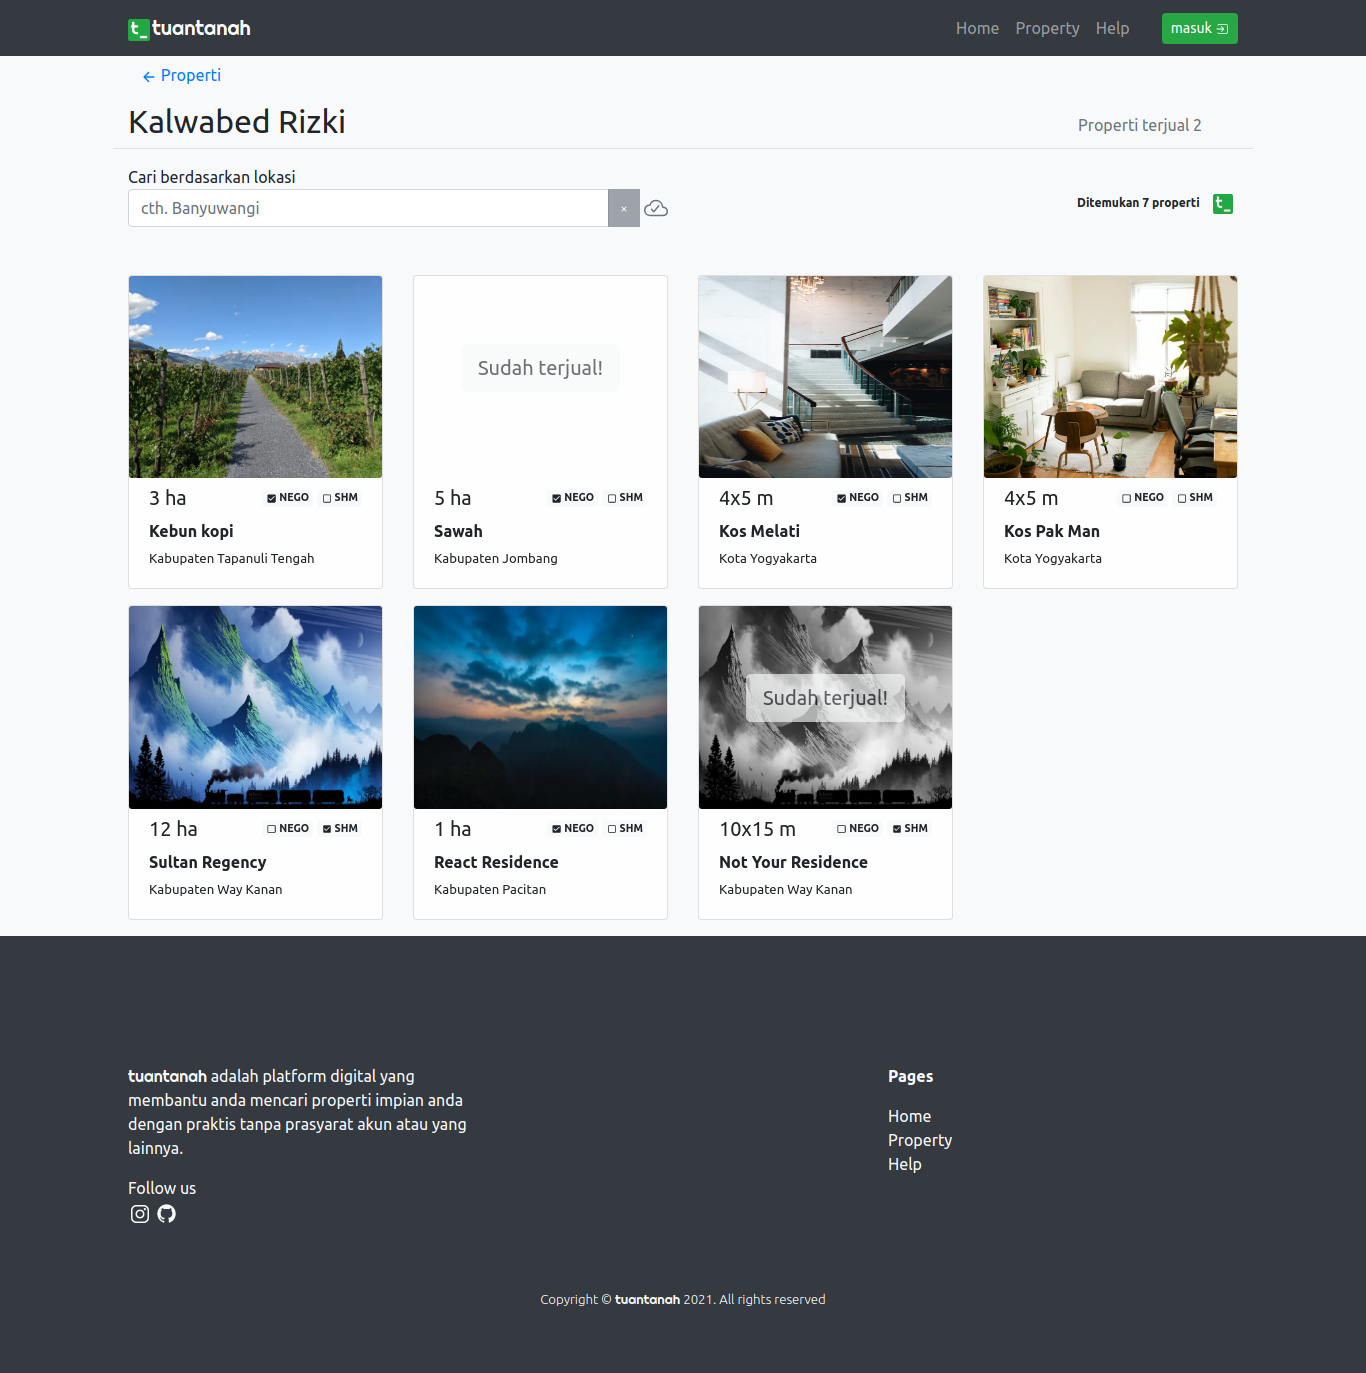 t_ tuantanah
Home Property Help masuk
← Properti
Kalwabed Rizki
Properti terjual 2
Cari berdasarkan lokasi
cth. Banyuwangi ×
Ditemukan 7 properti t_
Sudah terjual!
3 ha NEGO SHM
Kebun kopi
Kabupaten Tapanuli Tengah
5 ha NEGO SHM
Sawah
Kabupaten Jombang
4x5 m NEGO SHM
Kos Melati
Kota Yogyakarta
4x5 m NEGO SHM
Kos Pak Man
Kota Yogyakarta
12 ha NEGO SHM
Sultan Regency
Kabupaten Way Kanan
1 ha NEGO SHM
React Residence
Kabupaten Pacitan
Sudah terjual!
10x15 m NEGO SHM
Not Your Residence
Kabupaten Way Kanan
tuantanah adalah platform digital yang
membantu anda mencari properti impian anda
dengan praktis tanpa prasyarat akun atau yang
lainnya.
Follow us
Pages
Home
Property
Help
Copyright © tuantanah 2021. All rights reserved